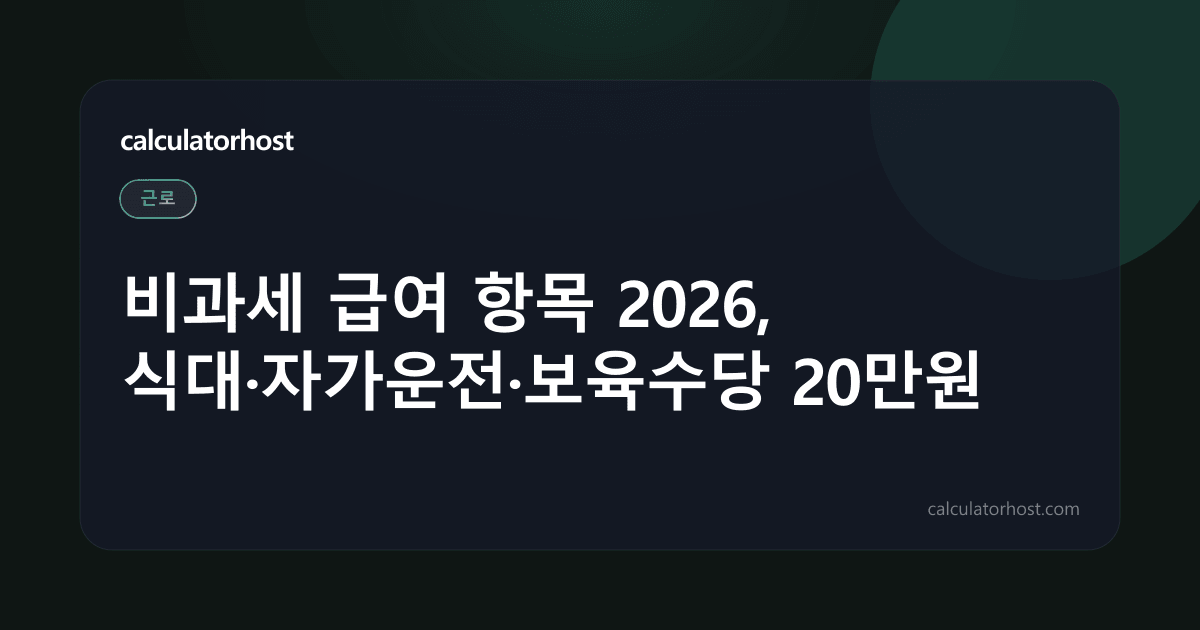 calculatorhost
근로
비과세 급여 항목 2026,
식대·자가운전·보육수당 20만원
calculatorhost.com